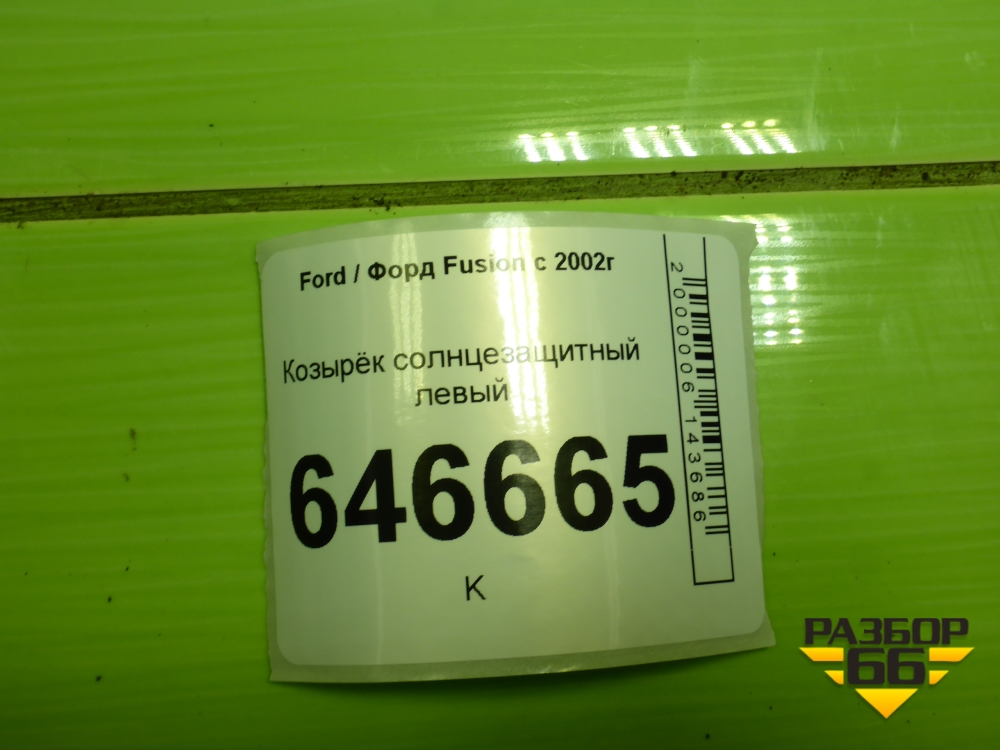 Ford / Форд Fusion с 2002г
Козырёк солнцезащитный
левый
646665
К
2000006143686
РАЗБОР
66